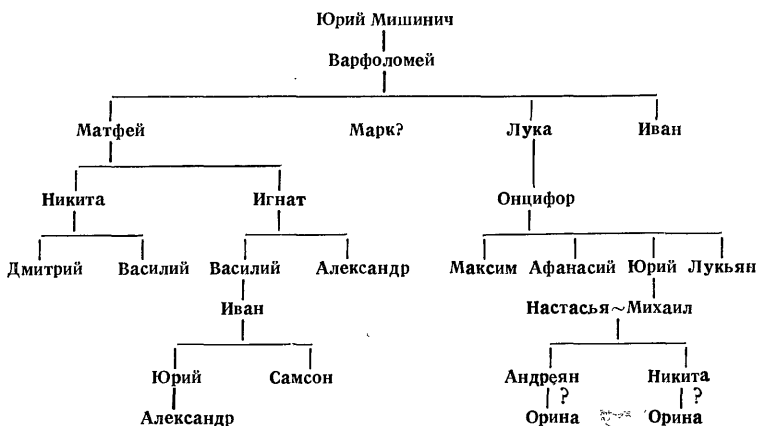 Юрий Мишинич
Варфоломей
Матфей Марк? Лука Иван
Никита Игнат Онцифор
Дмитрий Василий Василий Александр Максим Афанасий Юрий Лукьян
Иван Настасья~Михаил
Юрий Самсон Андреян Никита
? ?
Александр Орина Орина